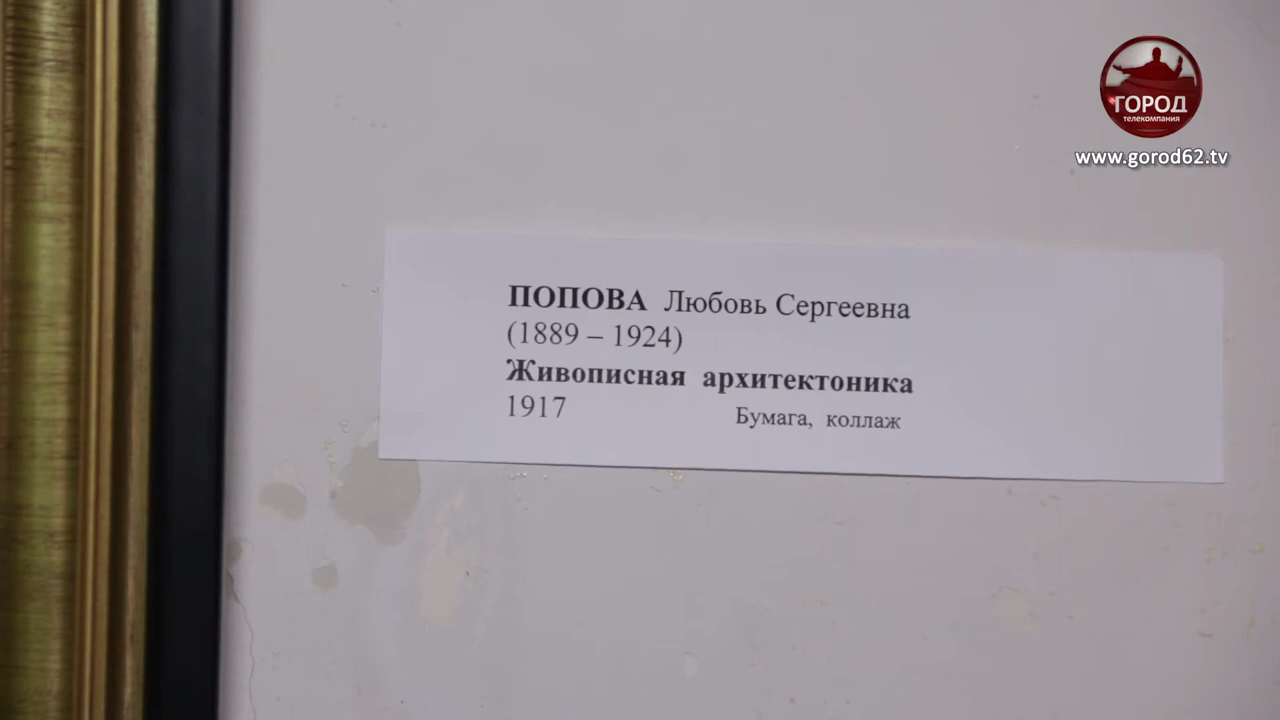 ГОРОД
телекомпания
www.gorod62.tv
ПОПОВА Любовь Сергеевна
(1889 – 1924)
Живописная архитектоника
1917 Бумага, коллаж